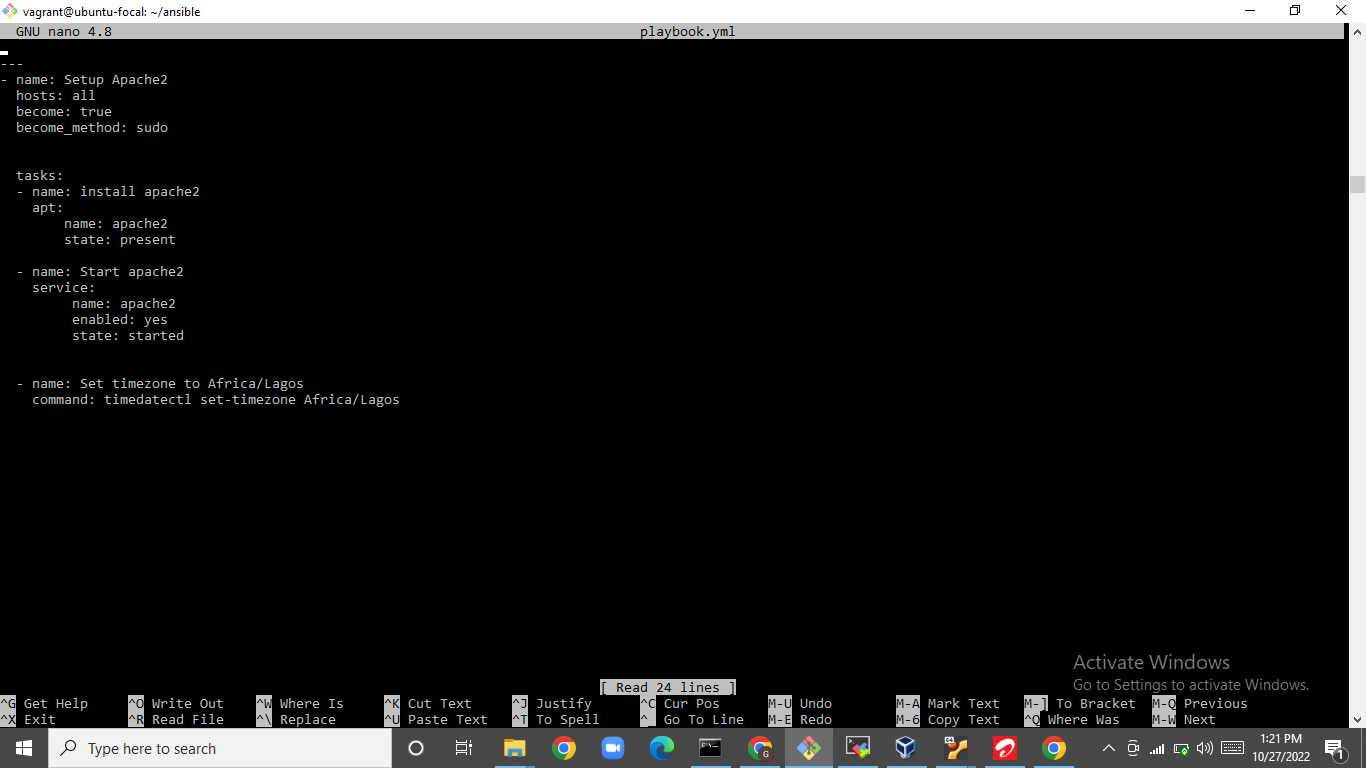 vagrant@ubuntu-focal: ~/ansible
GNU nano 4.8 playbook.yml
---
- name: Setup Apache2
  hosts: all
  become: true
  become_method: sudo
  tasks:
  - name: install apache2
    apt:
        name: apache2
        state: present
  - name: Start apache2
    service:
         name: apache2
         enabled: yes
         state: started
  - name: Set timezone to Africa/Lagos
    command: timedatectl set-timezone Africa/Lagos
Activate Windows
Go to Settings to activate Windows.
[ Read 24 lines ]
^G Get Help ^O Write Out ^W Where Is ^K Cut Text ^J Justify ^C Cur Pos M-U Undo M-A Mark Text M-] To Bracket M-Q Previous
^X Exit ^R Read File ^\ Replace ^U Paste Text ^T To Spell ^_ Go To Line M-E Redo M-6 Copy Text ^Q Where Was M-W Next
Type here to search
1:21 PM
10/27/2022
1